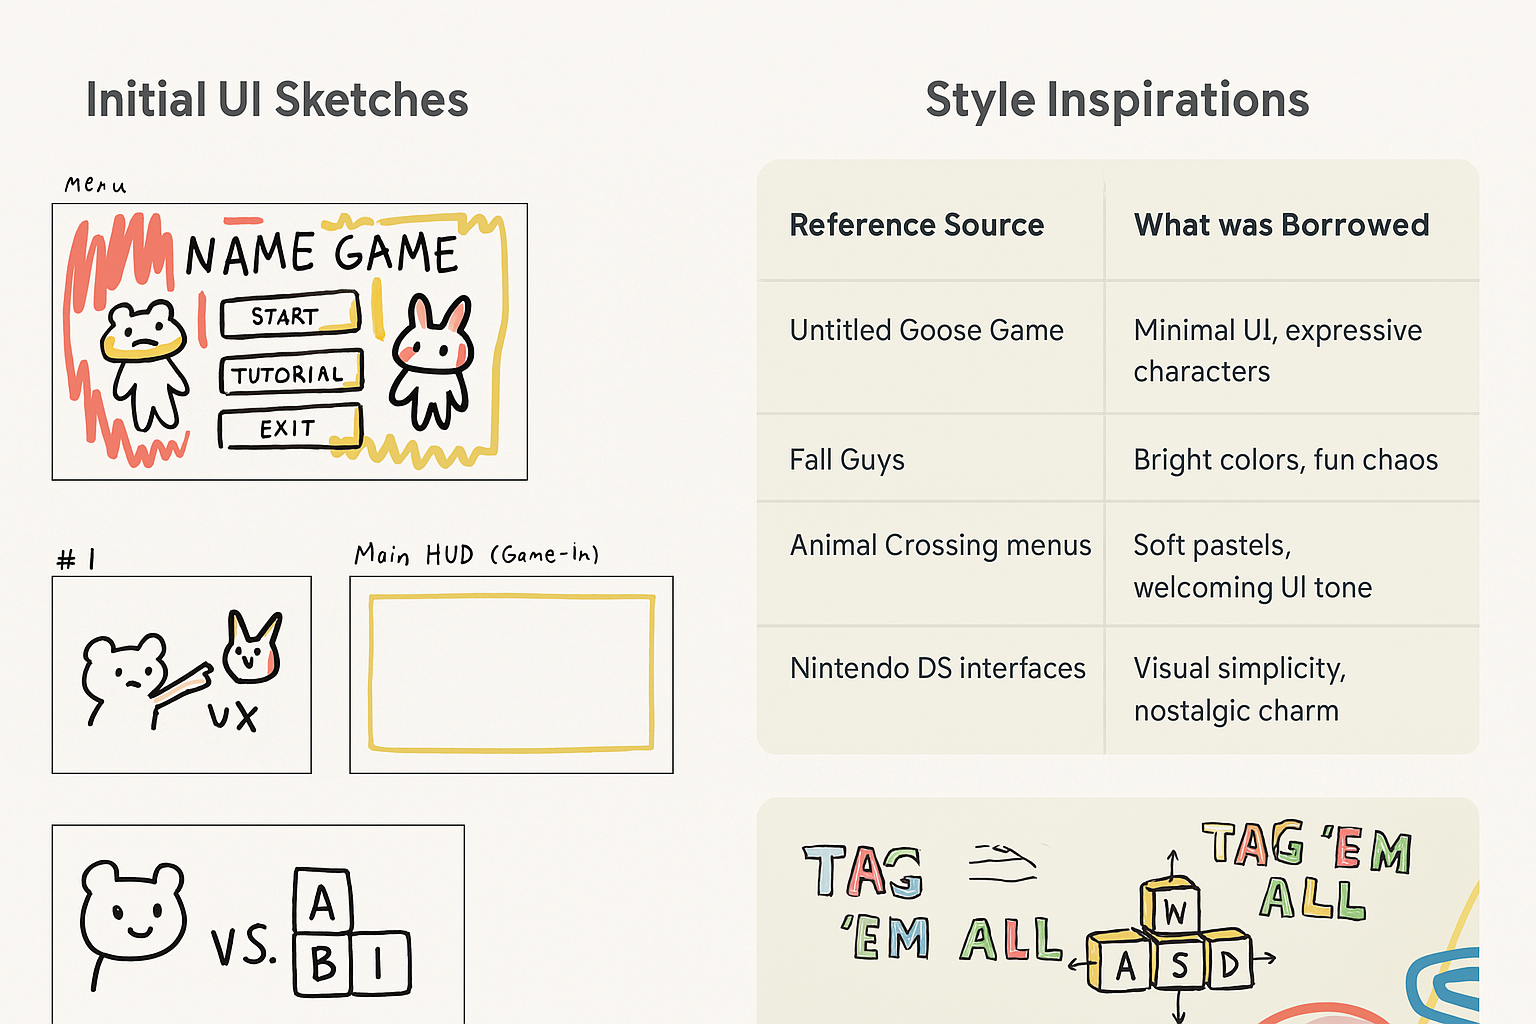 Initial UI Sketches
menu
NAME GAME
START
TUTORIAL
EXIT
# 1
VX
Main HUD (Game-in)
VS.
A
B I
Style Inspirations
Reference Source What was Borrowed
Untitled Goose Game Minimal UI, expressive
characters
Fall Guys Bright colors, fun chaos
Animal Crossing menus Soft pastels,
welcoming UI tone
Nintendo DS interfaces Visual simplicity,
nostalgic charm
TAG
'EM ALL
TAG 'EM
ALL
W
A S D